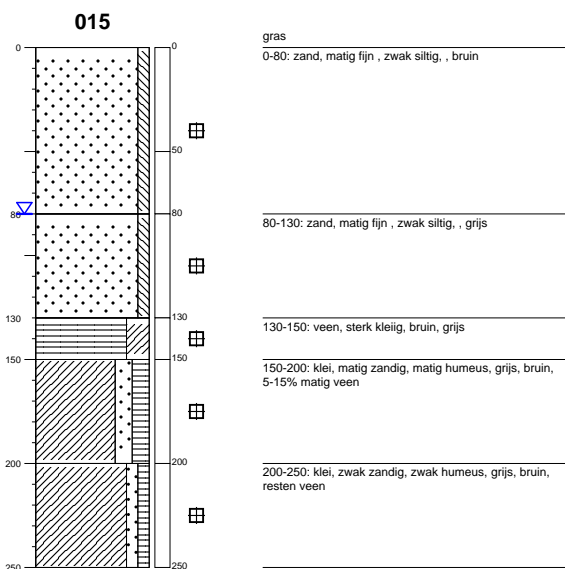 015
gras
0
0
0-80: zand, matig fijn , zwak siltig, , bruin
50
80
80
80-130: zand, matig fijn , zwak siltig, , grijs
130
130
130-150: veen, sterk kleiig, bruin, grijs
150
150
150-200: klei, matig zandig, matig humeus, grijs, bruin,
5-15% matig veen
200
200
200-250: klei, zwak zandig, zwak humeus, grijs, bruin,
resten veen
250
250